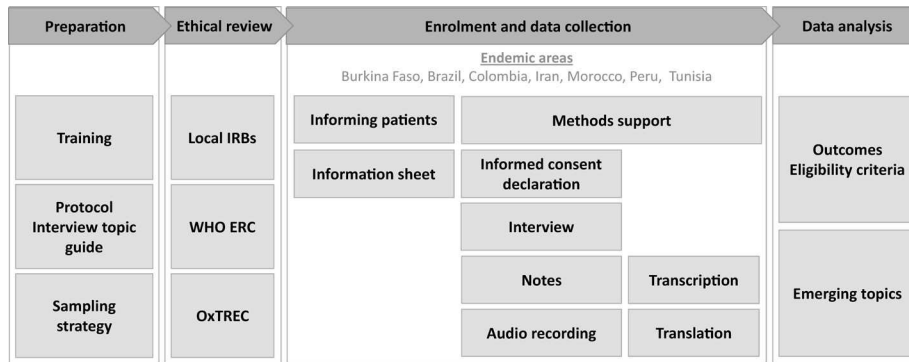 Preparation
Ethical review
Enrolment and data collection
Data analysis
Endemic areas
Burkina Faso, Brazil, Colombia, Iran, Morocco, Peru, Tunisia
Training
Protocol
Interview topic
guide
Sampling
strategy
Local IRBs
WHO ERC
OxTREC
Informing patients
Methods support
Information sheet
Informed consent
declaration
Interview
Notes
Transcription
Audio recording
Translation
Outcomes
Eligibility criteria
Emerging topics